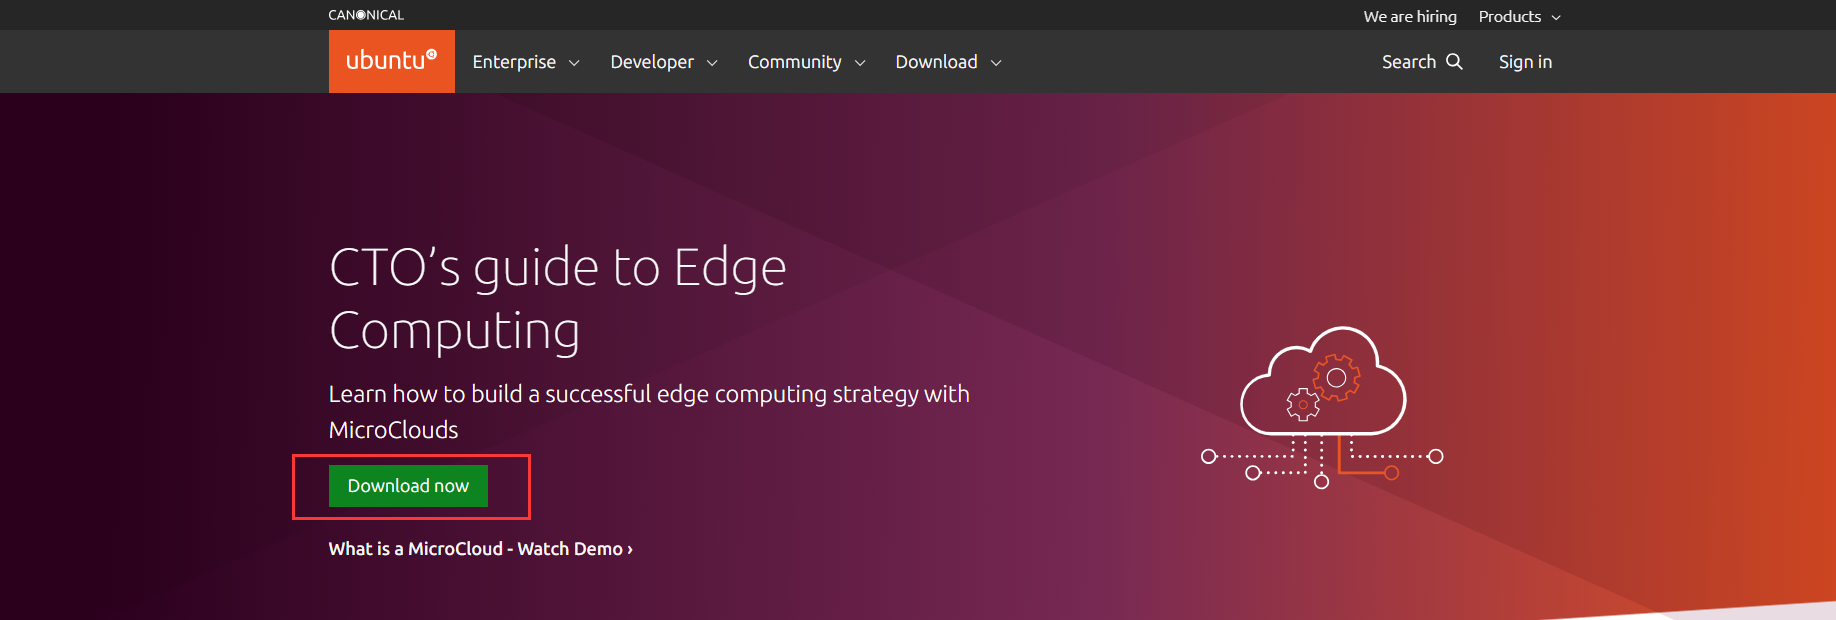 CANONICAL
We are hiring Products
ubuntu Enterprise Developer Community Download Search Sign in
CTO’s guide to Edge
Computing
Learn how to build a successful edge computing strategy with
MicroClouds
Download now
What is a MicroCloud - Watch Demo ›